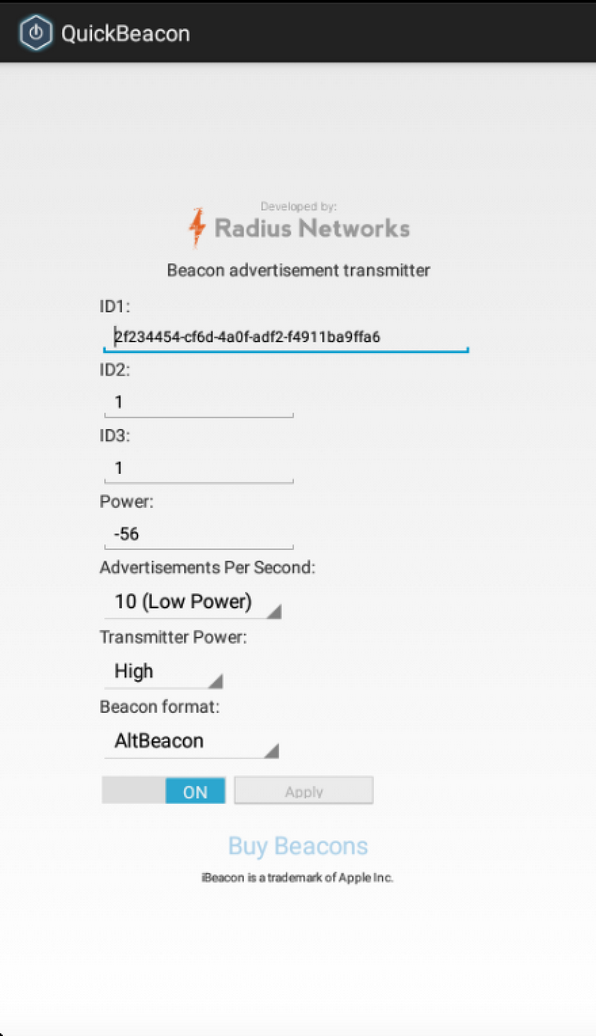 QuickBeacon
Developed by:
Radius Networks
Beacon advertisement transmitter
ID1:
2f234454-cf6d-4a0f-adf2-f4911ba9ffa6
ID2:
1
ID3:
1
Power:
-56
Advertisements Per Second:
10 (Low Power)
Transmitter Power:
High
Beacon format:
AltBeacon
ON Apply
Buy Beacons
iBeacon is a trademark of Apple Inc.